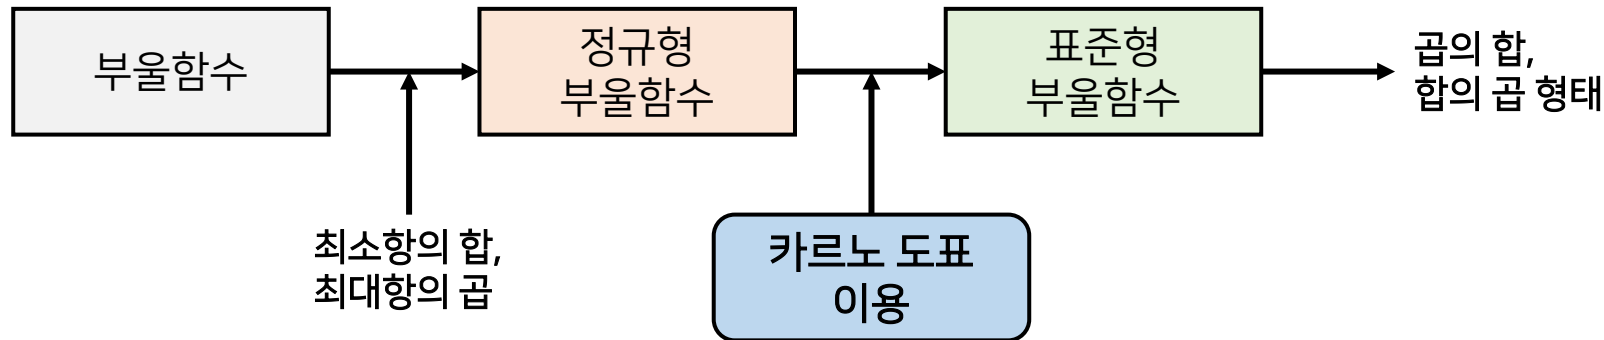 부울함수
정규형
부울함수
표준형
부울함수
곱의 합,
합의 곱 형태
최소항의 합,
최대항의 곱
카르노 도표
이용